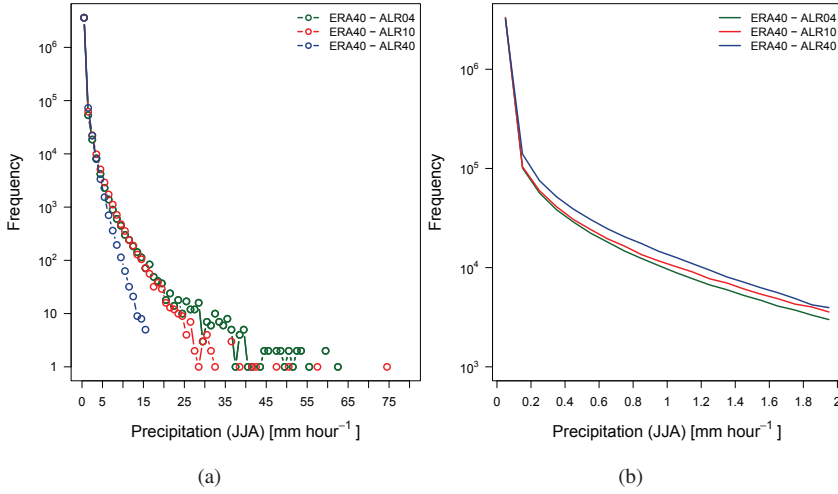 ERA40 − ALR04
ERA40 − ALR10
ERA40 − ALR40
Frequency
10⁶
10⁵
10⁴
10³
10²
10
1
0 5 15 25 35 45 55 65 75
Precipitation (JJA) [mm hour⁻¹]
(a)
ERA40 − ALR04
ERA40 − ALR10
ERA40 − ALR40
Frequency
10⁶
10⁵
10⁴
10³
0 0.2 0.4 0.6 0.8 1 1.2 1.4 1.6 1.8 2
Precipitation (JJA) [mm hour⁻¹]
(b)